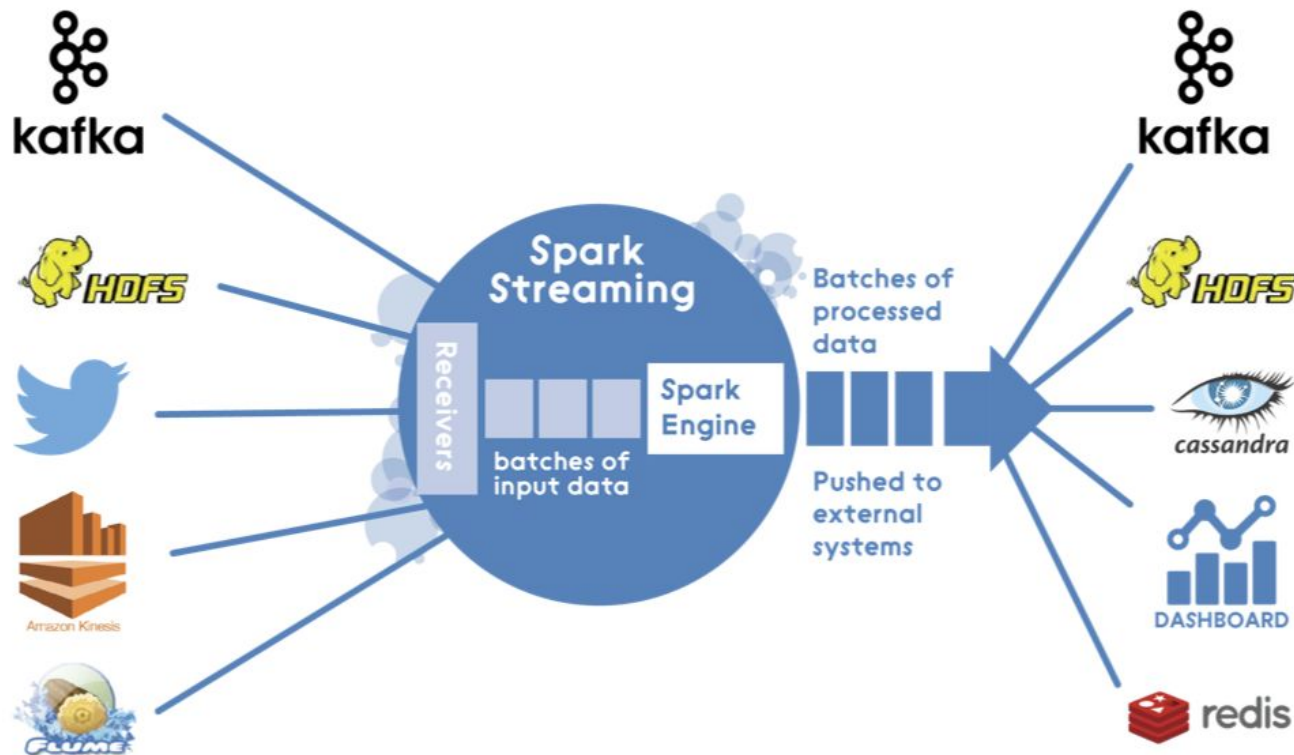 kafka
HDFS
Amazon Kinesis
FLUME
Spark
Streaming
Receivers
batches of
input data
Spark
Engine
Batches of
processed
data
Pushed to
external
systems
kafka
HDFS
cassandra
DASHBOARD
redis